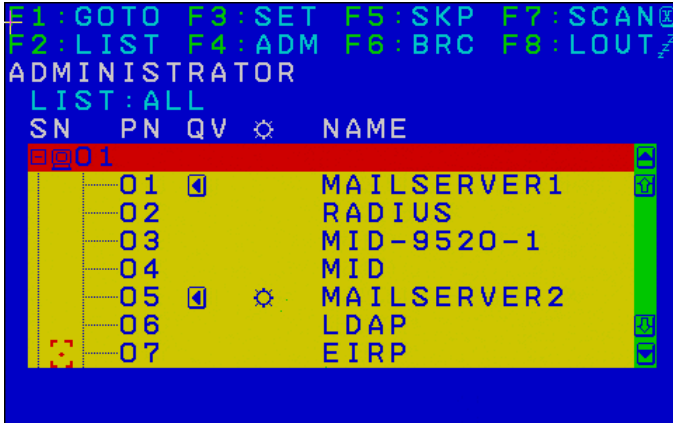 F1:GOTO F3:SET F5:SKP F7:SCAN
F2:LIST F4:ADM F6:BRC F8:LOUT
ADMINISTRATOR
LIST:ALL
SN PN QV NAME
01
01 MAILSERVER1
02 RADIUS
03 MID-9520-1
04 MID
05 MAILSERVER2
06 LDAP
07 EIRP